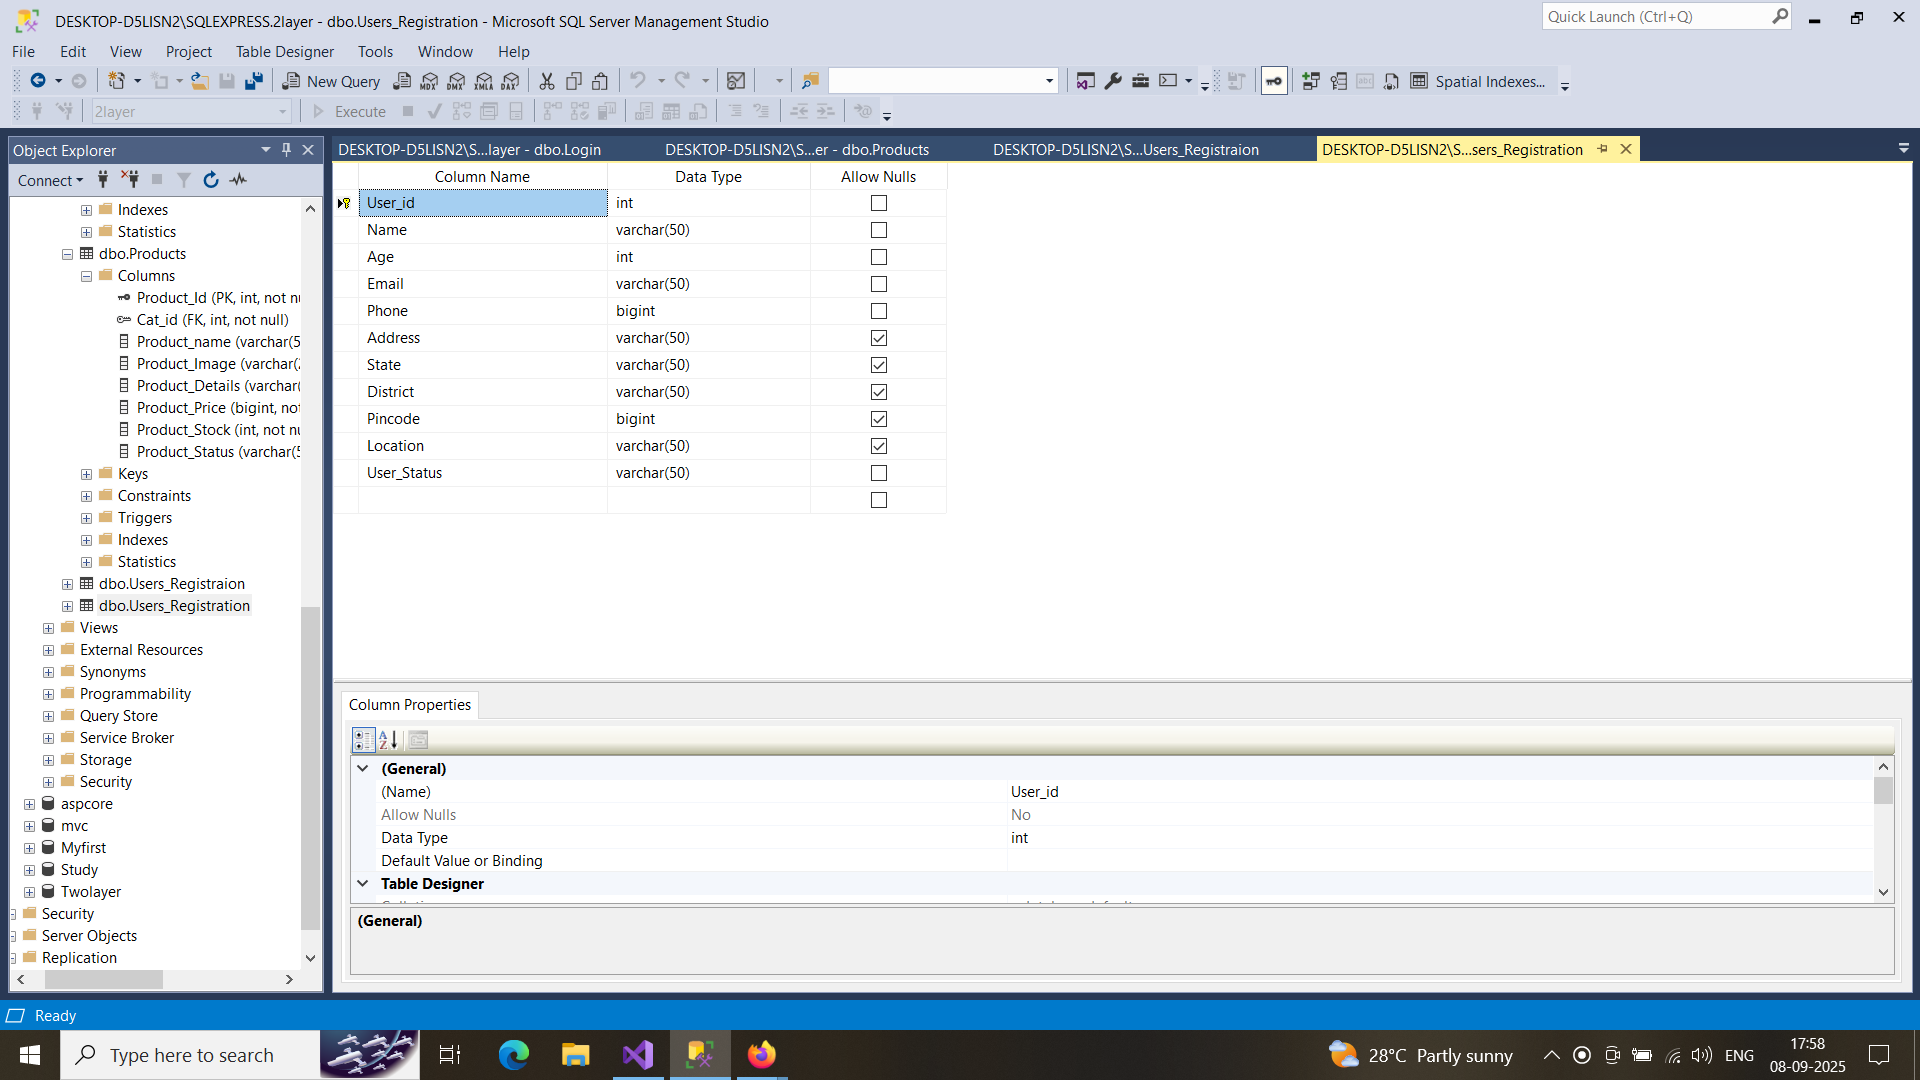 DESKTOP-D5LISN2\SQLEXPRESS.2layer - dbo.Users_Registration - Microsoft SQL Server Management Studio
Quick Launch (Ctrl+Q)
File Edit View Project Table Designer Tools Window Help
New Query MDX DMX XMLA DAX Spatial Indexes...
2layer Execute
Object Explorer
DESKTOP-D5LISN2\S...layer - dbo.Login DESKTOP-D5LISN2\S...er - dbo.Products DESKTOP-D5LISN2\S...Users_Registraion DESKTOP-D5LISN2\S...sers_Registration
Connect
Indexes
Statistics
dbo.Products
Columns
Product_Id (PK, int, not nu
Cat_id (FK, int, not null)
Product_name (varchar(5
Product_Image (varchar(
Product_Details (varchar(
Product_Price (bigint, not
Product_Stock (int, not nu
Product_Status (varchar(5
Keys
Constraints
Triggers
Indexes
Statistics
dbo.Users_Registraion
dbo.Users_Registration
Views
External Resources
Synonyms
Programmability
Query Store
Service Broker
Storage
Security
aspcore
mvc
Myfirst
Study
Twolayer
Security
Server Objects
Replication
Column Name Data Type Allow Nulls
User_id int
Name varchar(50)
Age int
Email varchar(50)
Phone bigint
Address varchar(50)
State varchar(50)
District varchar(50)
Pincode bigint
Location varchar(50)
User_Status varchar(50)
Column Properties
(General)
(Name) User_id
Allow Nulls No
Data Type int
Default Value or Binding
Table Designer
(General)
Ready
Type here to search
28°C Partly sunny
ENG
17:58
08-09-2025